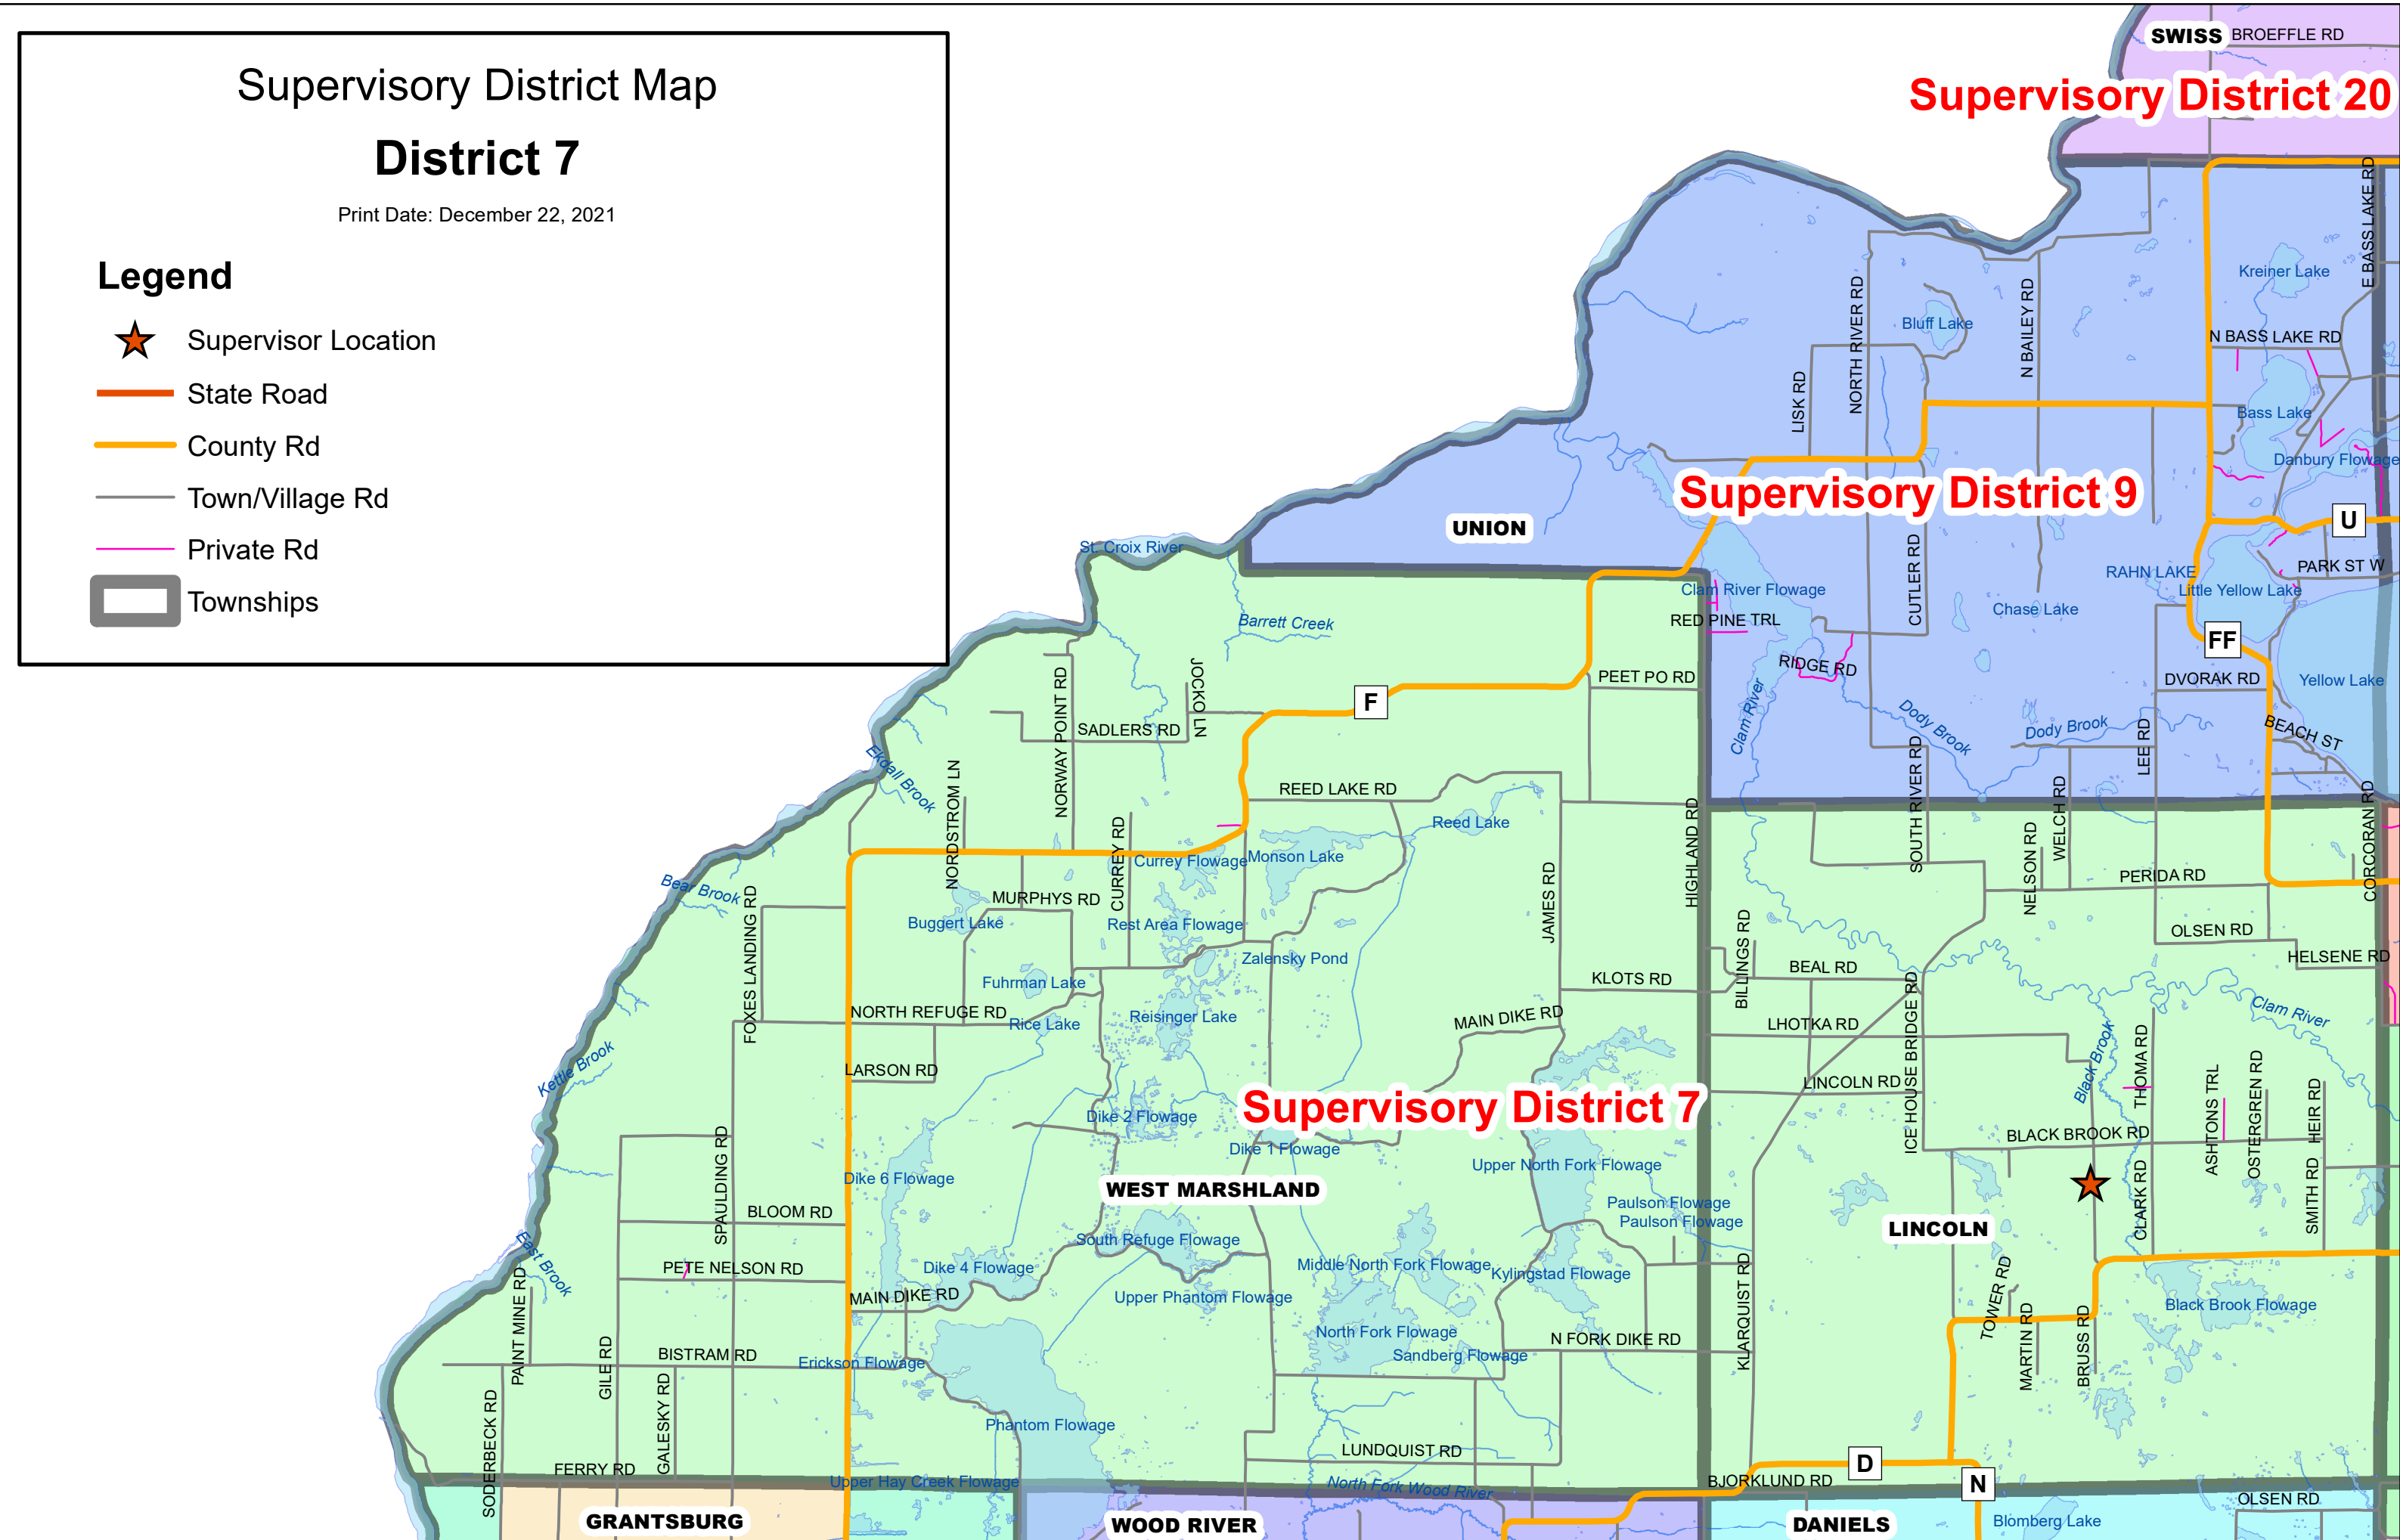 Supervisory District Map
District 7
Print Date: December 22, 2021
Legend
Supervisor Location
State Road
County Rd
Town/Village Rd
Private Rd
Townships
SWISS
BROEFFLE RD
Supervisory District 20
E BASS LAKE RD
Kreiner Lake
NORTH RIVER RD
N BAILEY RD
Bluff Lake
N BASS LAKE RD
LISK RD
Bass Lake
Danbury Flowage
Supervisory District 9
UNION
U
St. Croix River
CUTLER RD
PARK ST W
RAHN LAKE
Little Yellow Lake
Clam River Flowage
Chase Lake
RED PINE TRL
Barrett Creek
FF
RIDGE RD
PEET PO RD
DVORAK RD
Yellow Lake
NORWAY POINT RD
JOCKO LN
F
Clam River
Dody Brook
Dody Brook
BEACH ST
SADLERS RD
LEE RD
Ekdall Brook
NORDSTROM LN
REED LAKE RD
SOUTH RIVER RD
WELCH RD
CORCORAN RD
Reed Lake
HIGHLAND RD
CURREY RD
Currey Flowage
Monson Lake
NELSON RD
PERIDA RD
Bear Brook
MURPHYS RD
JAMES RD
FOXES LANDING RD
Buggert Lake
Rest Area Flowage
BILLINGS RD
OLSEN RD
Zalensky Pond
HELSENE RD
BEAL RD
Fuhrman Lake
KLOTS RD
ICE HOUSE BRIDGE RD
NORTH REFUGE RD
Rice Lake
Reisinger Lake
MAIN DIKE RD
LHOTKA RD
Clam River
Kettle Brook
LARSON RD
Black Brook
THOMA RD
LINCOLN RD
ASHTONS TRL
OSTERGREN RD
HEIR RD
Supervisory District 7
Dike 2 Flowage
BLACK BROOK RD
Dike 1 Flowage
SPAULDING RD
Upper North Fork Flowage
Dike 6 Flowage
WEST MARSHLAND
Paulson Flowage
Paulson Flowage
CLARK RD
SMITH RD
BLOOM RD
LINCOLN
East Brook
South Refuge Flowage
PETE NELSON RD
Dike 4 Flowage
Middle North Fork Flowage
Kylingstad Flowage
KLARQUIST RD
TOWER RD
PAINT MINE RD
MAIN DIKE RD
Upper Phantom Flowage
Black Brook Flowage
MARTIN RD
BRUSS RD
GILE RD
North Fork Flowage
N FORK DIKE RD
BISTRAM RD
Erickson Flowage
Sandberg Flowage
SODERBECK RD
GALESKY RD
Phantom Flowage
LUNDQUIST RD
D
FERRY RD
Upper Hay Creek Flowage
North Fork Wood River
BJORKLUND RD
N
OLSEN RD
GRANTSBURG
WOOD RIVER
DANIELS
Blomberg Lake